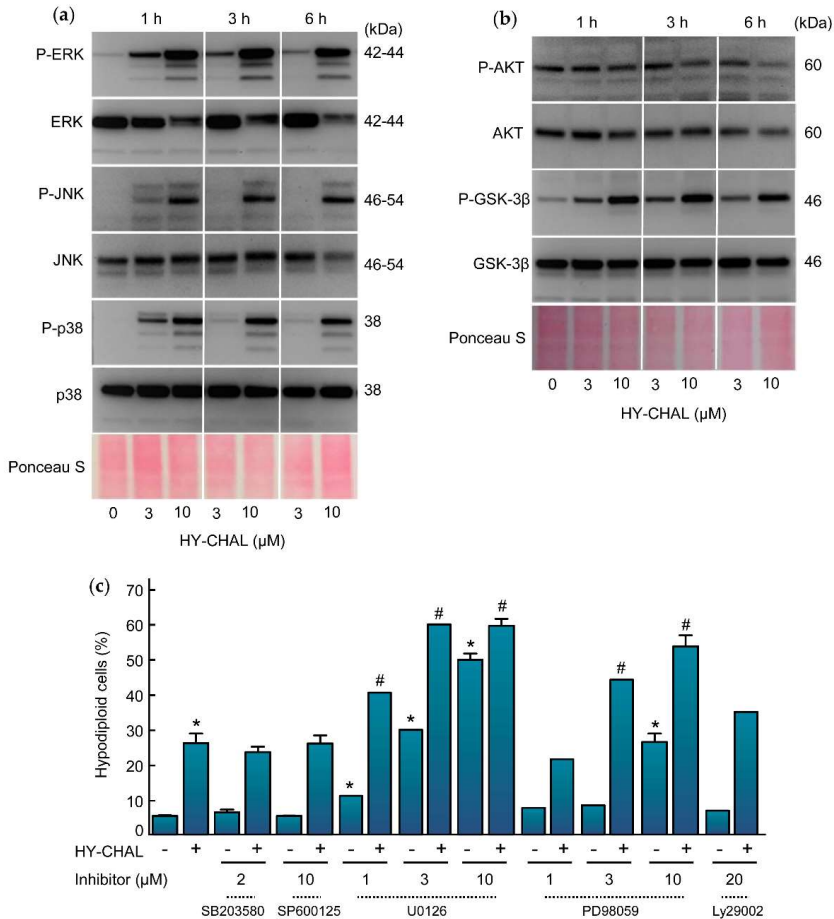 (a)
1 h 3 h 6 h (kDa)
P-ERK 42-44
ERK 42-44
P-JNK 46-54
JNK 46-54
P-p38 38
p38 38
Ponceau S
0 3 10 3 10 3 10
HY-CHAL (µM)
(b)
1 h 3 h 6 h (kDa)
P-AKT 60
AKT 60
P-GSK-3β 46
GSK-3β 46
Ponceau S
0 3 10 3 10 3 10
HY-CHAL (µM)
(c)
Hypodiploid cells (%)
70
60
50
40
30
20
10
0
* * # * # * # # * #
HY-CHAL - + - + - + - + - + - + - + - + - + - +
Inhibitor (µM) 2 10 1 3 10 1 3 10 20
SB203580 SP600125 U0126 PD98059 Ly29002